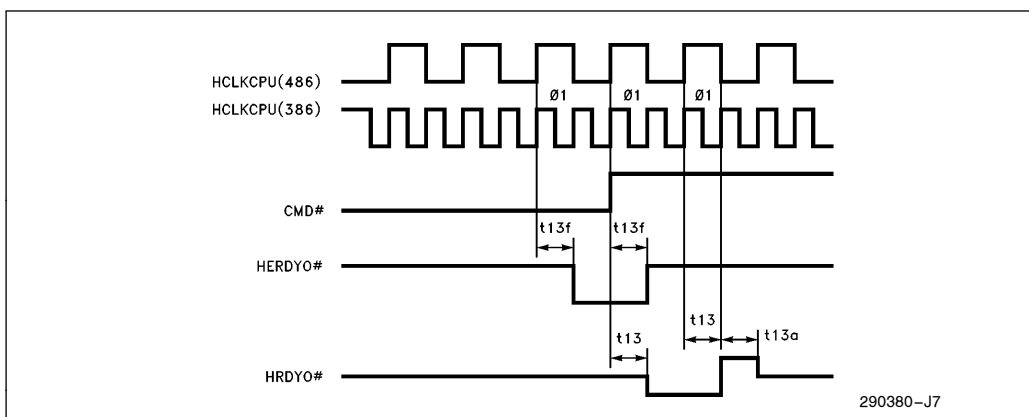 HCLKCPU(486)
Ø1 Ø1 Ø1
HCLKCPU(386)
CMD#
t13f t13f
HERDYO#
t13 t13 t13a
HRDYO#
290380-J7